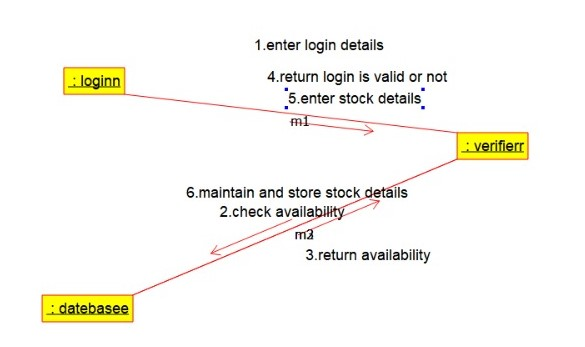 1.enter login details
4.return login is valid or not
: loginn
5.enter stock details
m1
: verifierr
6.maintain and store stock details
2.check availability
3.return availability
: datebasee